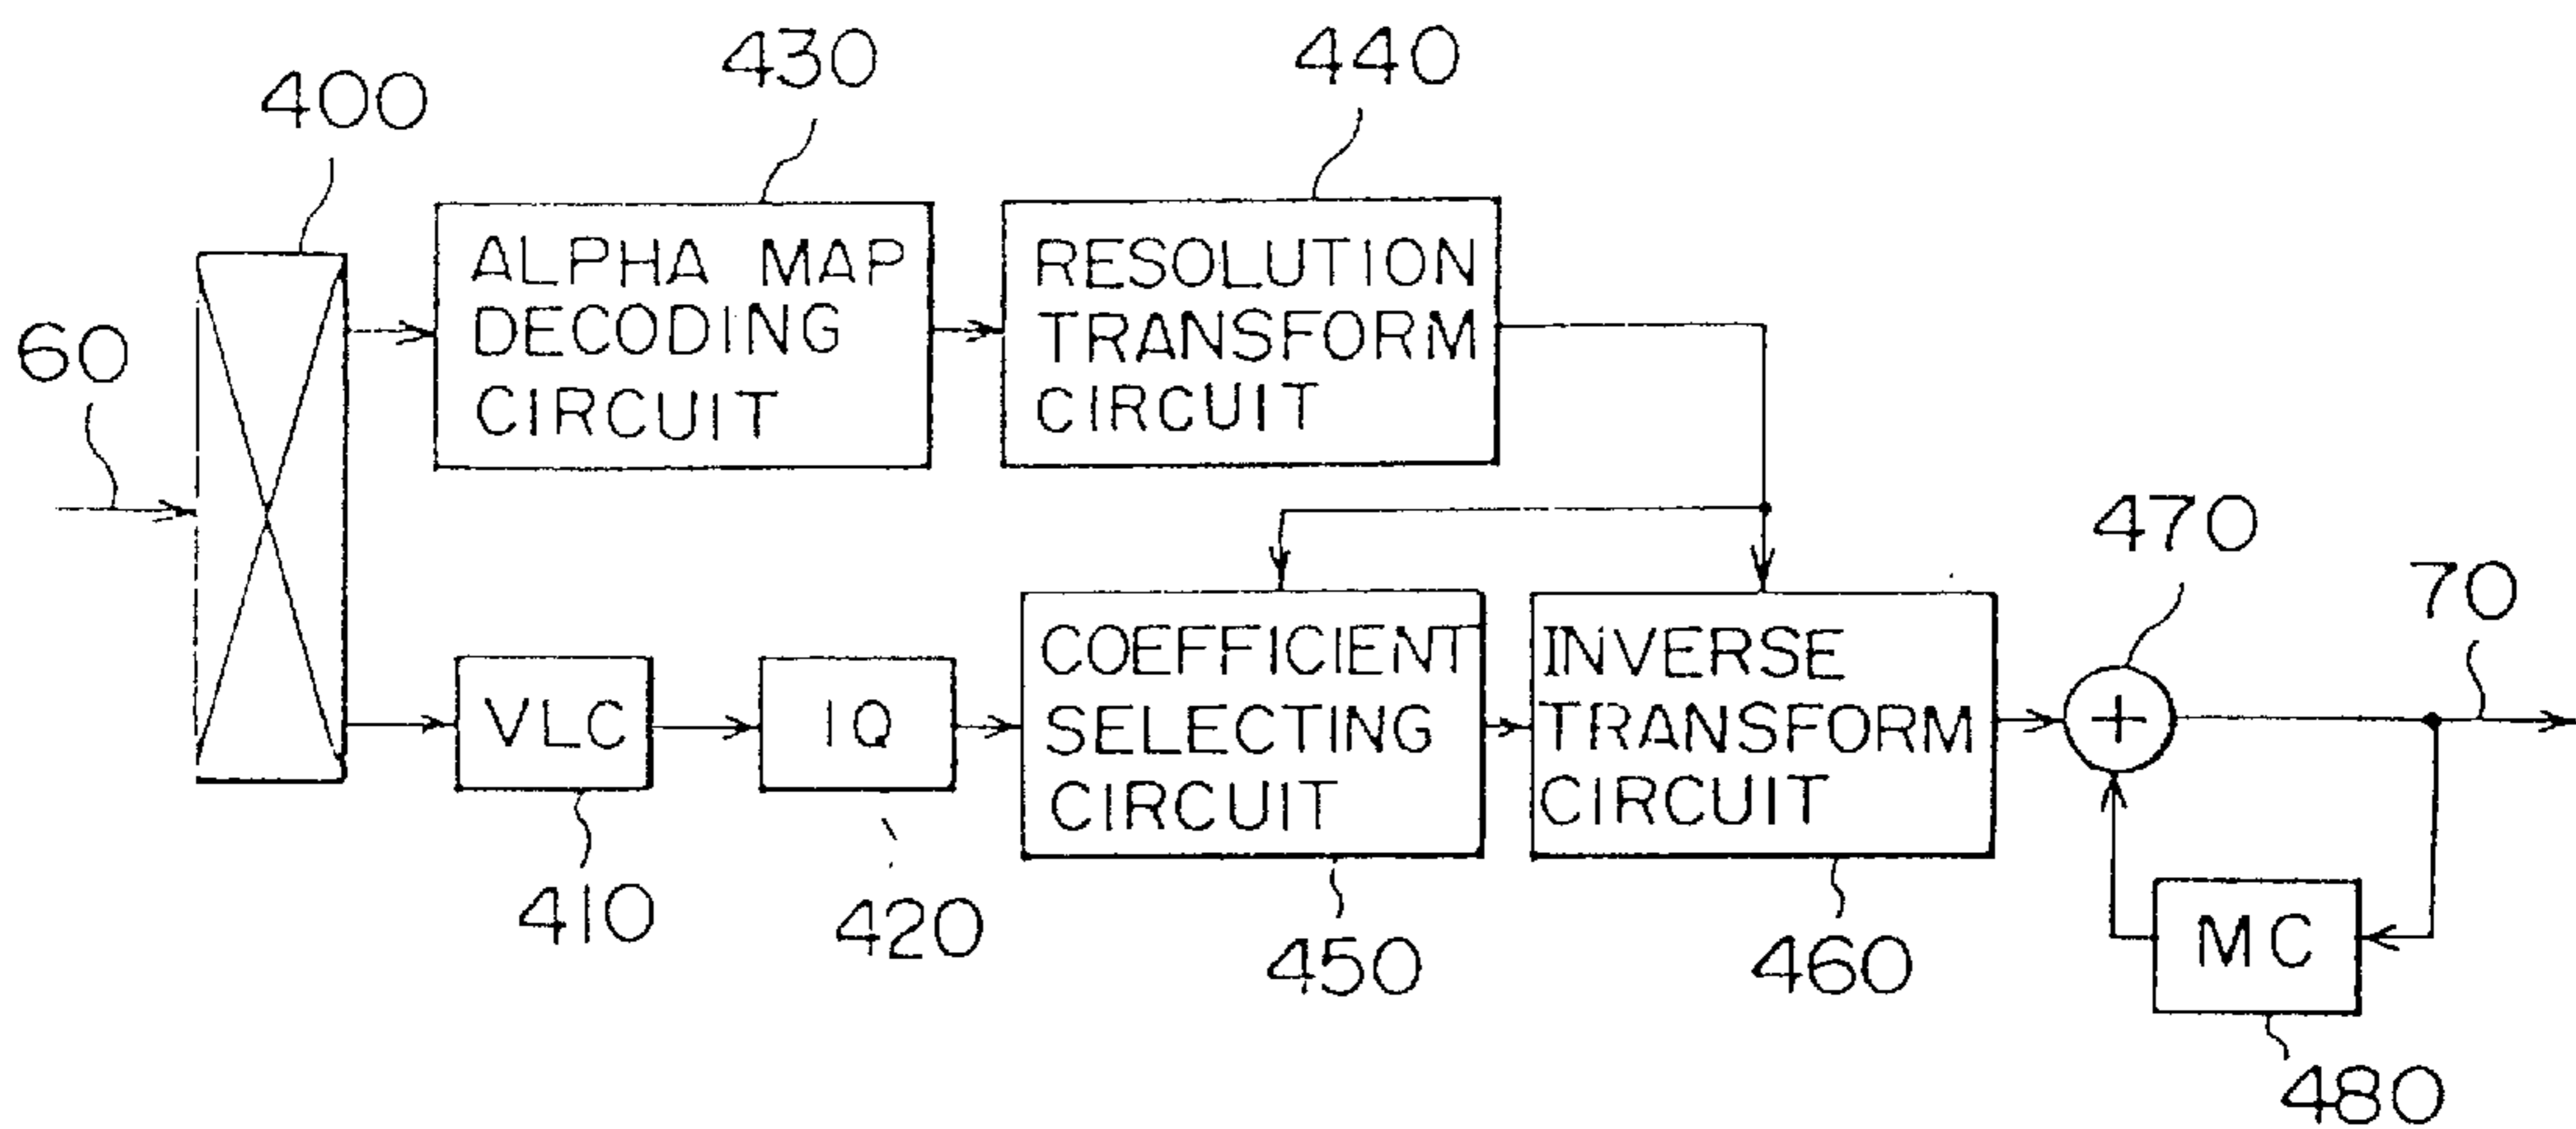 430
440
400
ALPHA MAP
DECODING
CIRCUIT
RESOLUTION
TRANSFORM
CIRCUIT
60
470
70
VLC
IQ
COEFFICIENT
SELECTING
CIRCUIT
INVERSE
TRANSFORM
CIRCUIT
+
410
420
450
460
MC
480